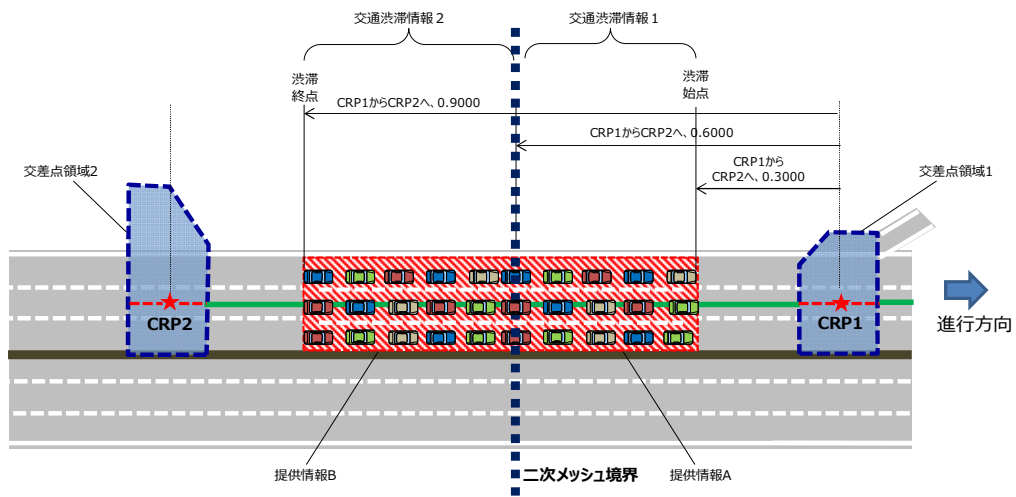 交通渋滞情報２
交通渋滞情報１
渋滞
終点
渋滞
始点
CRP1からCRP2へ、0.9000
CRP1からCRP2へ、0.6000
CRP1から
CRP2へ、0.3000
交差点領域2
交差点領域1
CRP2
CRP1
進行方向
提供情報B
二次メッシュ境界
提供情報A